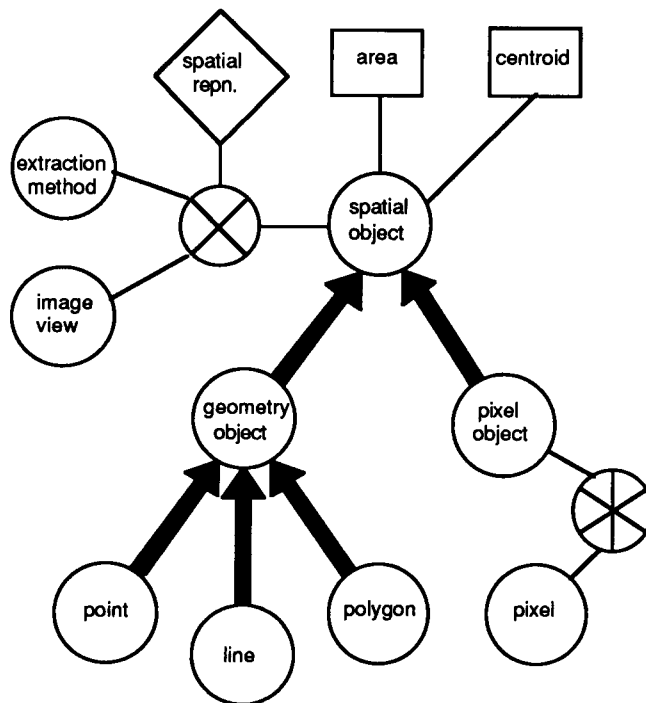 spatial
repn.
area
centroid
extraction
method
spatial
object
image
view
geometry
object
pixel
object
point
line
polygon
pixel